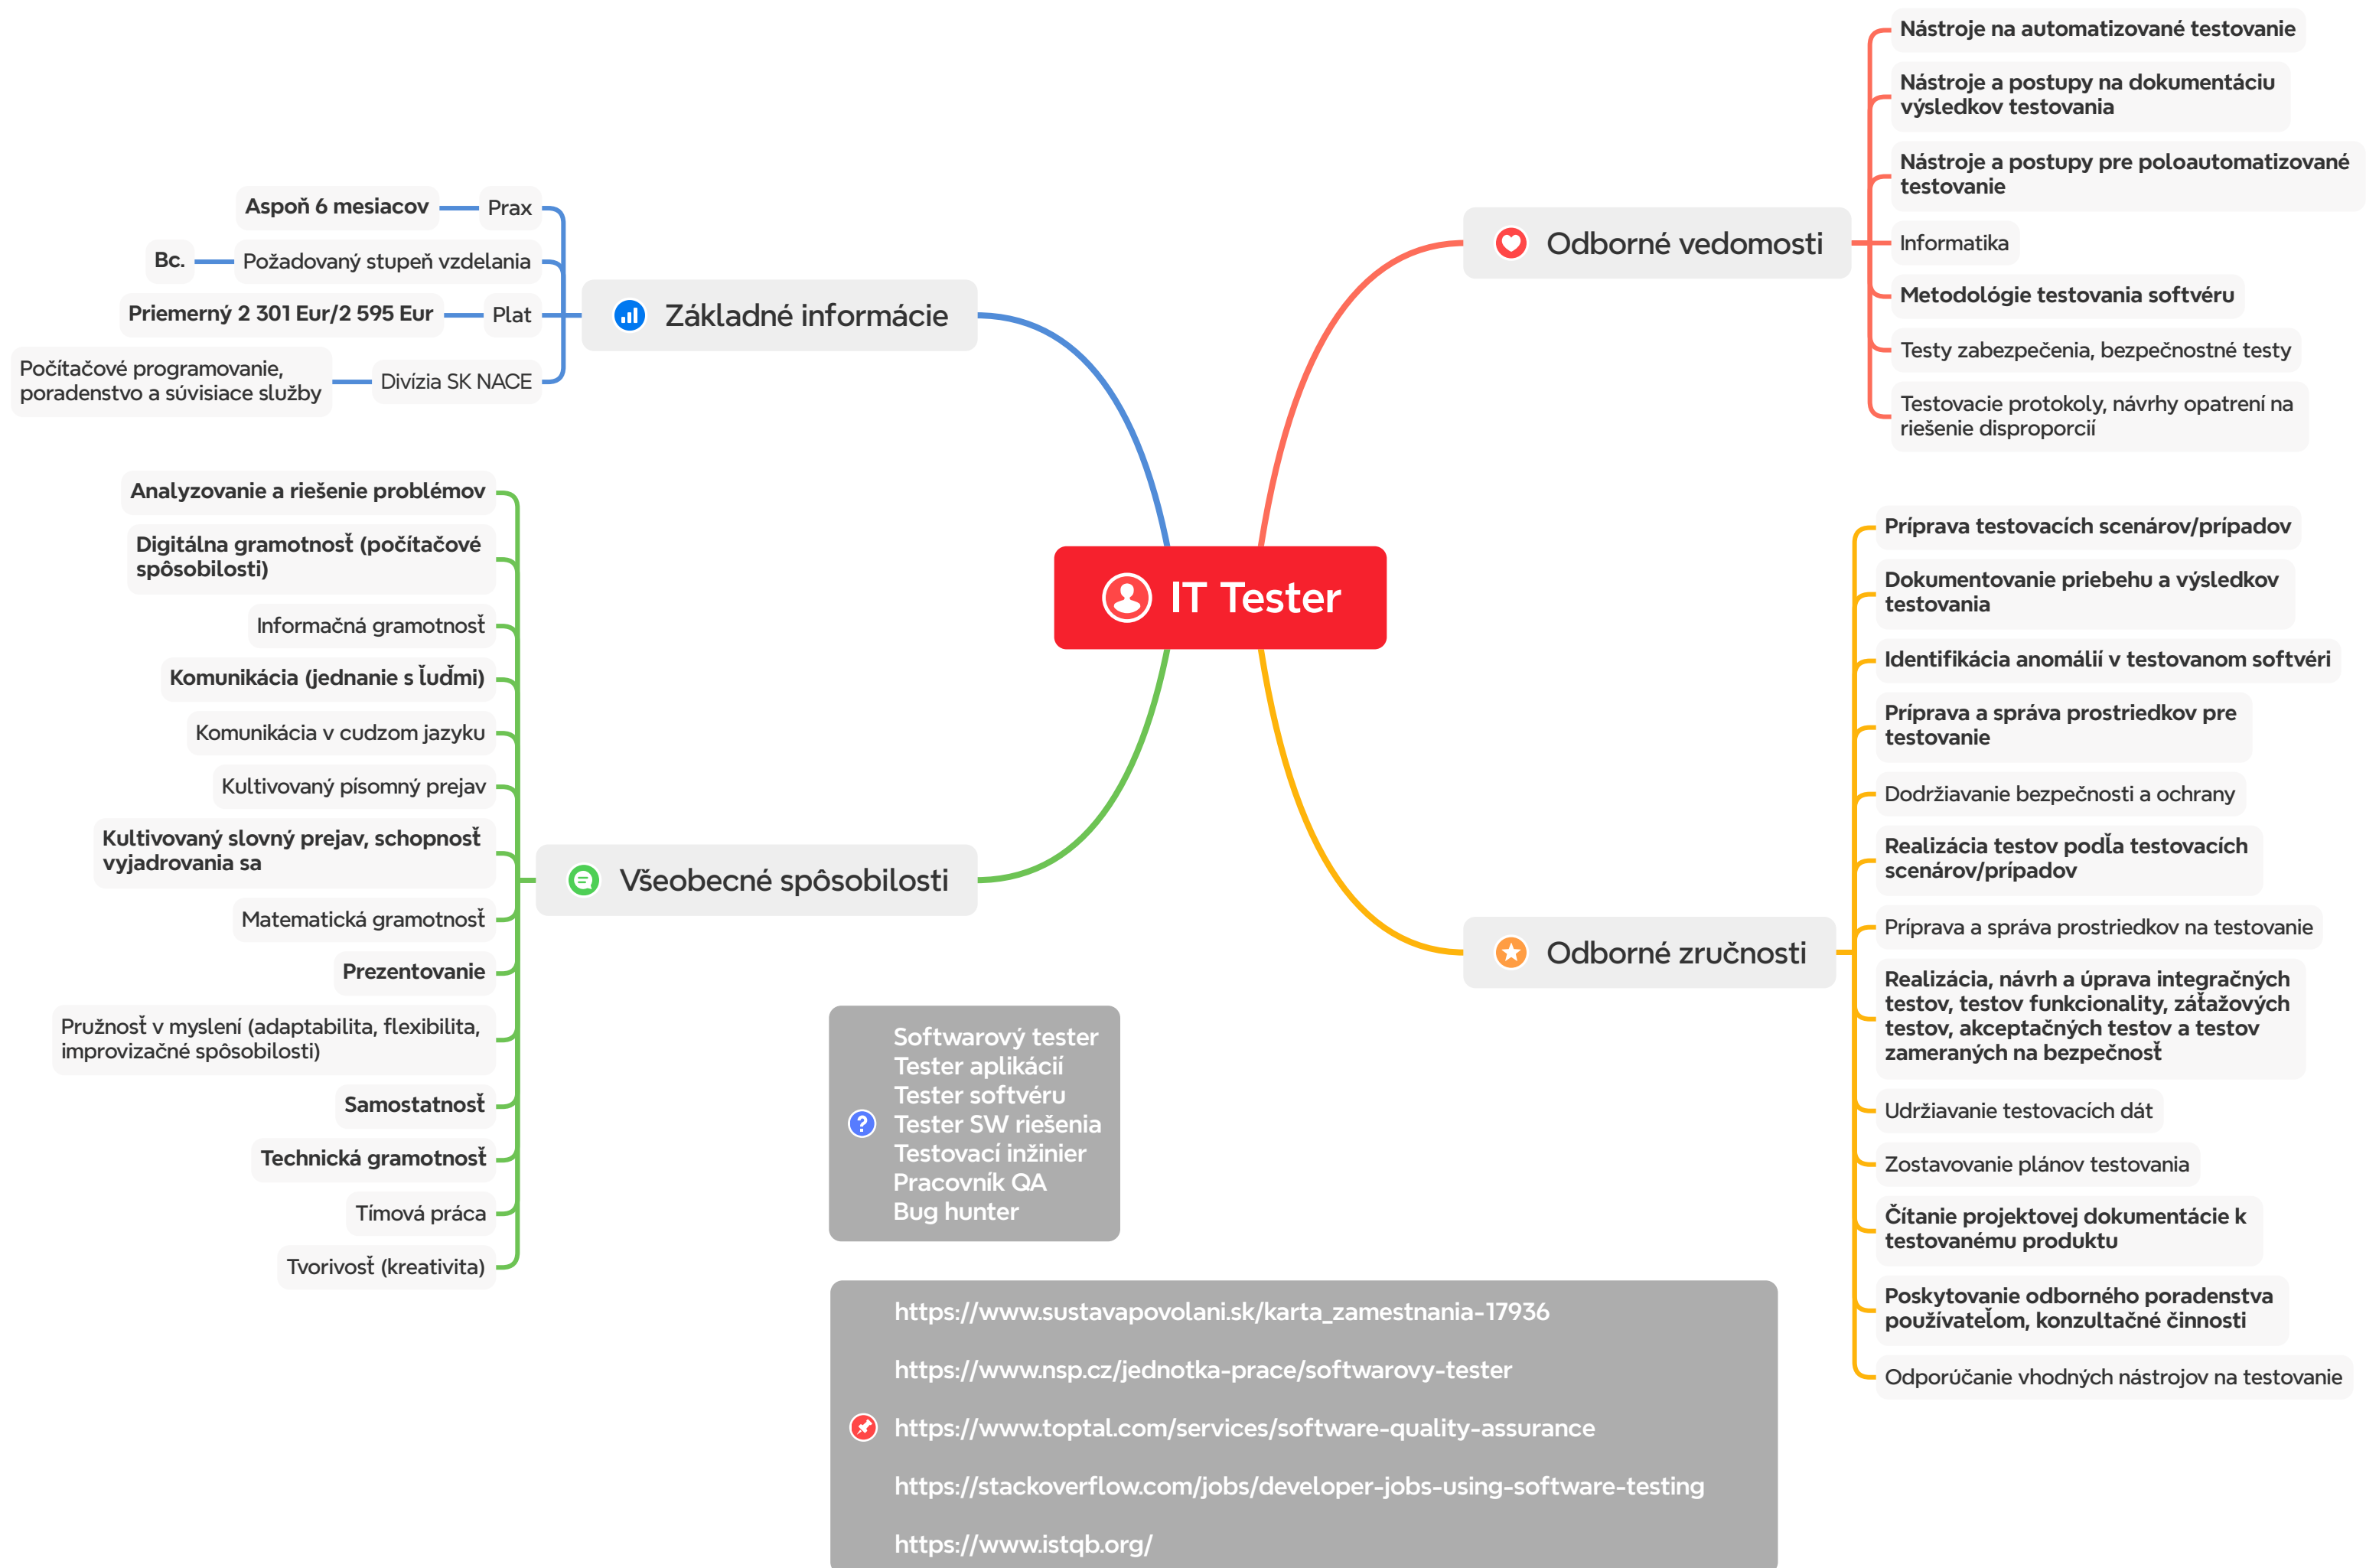 IT Tester
Základné informácie
Prax
Aspoň 6 mesiacov
Požadovaný stupeň vzdelania
Bc.
Plat
Priemerný 2 301 Eur/2 595 Eur
Divízia SK NACE
Počítačové programovanie,
poradenstvo a súvisiace služby
Všeobecné spôsobilosti
Analyzovanie a riešenie problémov
Digitálna gramotnosť (počítačové
spôsobilosti)
Informačná gramotnosť
Komunikácia (jednanie s ľuďmi)
Komunikácia v cudzom jazyku
Kultivovaný písomný prejav
Kultivovaný slovný prejav, schopnosť
vyjadrovania sa
Matematická gramotnosť
Prezentovanie
Pružnosť v myslení (adaptabilita, flexibilita,
improvizačné spôsobilosti)
Samostatnosť
Technická gramotnosť
Tímová práca
Tvorivosť (kreativita)
Odborné vedomosti
Nástroje na automatizované testovanie
Nástroje a postupy na dokumentáciu
výsledkov testovania
Nástroje a postupy pre poloautomatizované
testovanie
Informatika
Metodológie testovania softvéru
Testy zabezpečenia, bezpečnostné testy
Testovacie protokoly, návrhy opatrení na
riešenie disproporcií
Odborné zručnosti
Príprava testovacích scenárov/prípadov
Dokumentovanie priebehu a výsledkov
testovania
Identifikácia anomálií v testovanom softvéri
Príprava a správa prostriedkov pre
testovanie
Dodržiavanie bezpečnosti a ochrany
Realizácia testov podľa testovacích
scenárov/prípadov
Príprava a správa prostriedkov na testovanie
Realizácia, návrh a úprava integračných
testov, testov funkcionality, záťažových
testov, akceptačných testov a testov
zameraných na bezpečnosť
Udržiavanie testovacích dát
Zostavovanie plánov testovania
Čítanie projektovej dokumentácie k
testovanému produktu
Poskytovanie odborného poradenstva
používateľom, konzultačné činnosti
Odporúčanie vhodných nástrojov na testovanie
Softwarový tester
Tester aplikácií
Tester softvéru
Tester SW riešenia
Testovací inžinier
Pracovník QA
Bug hunter
https://www.sustavapovolani.sk/karta_zamestnania-17936
https://www.nsp.cz/jednotka-prace/softwarovy-tester
https://www.toptal.com/services/software-quality-assurance
https://stackoverflow.com/jobs/developer-jobs-using-software-testing
https://www.istqb.org/